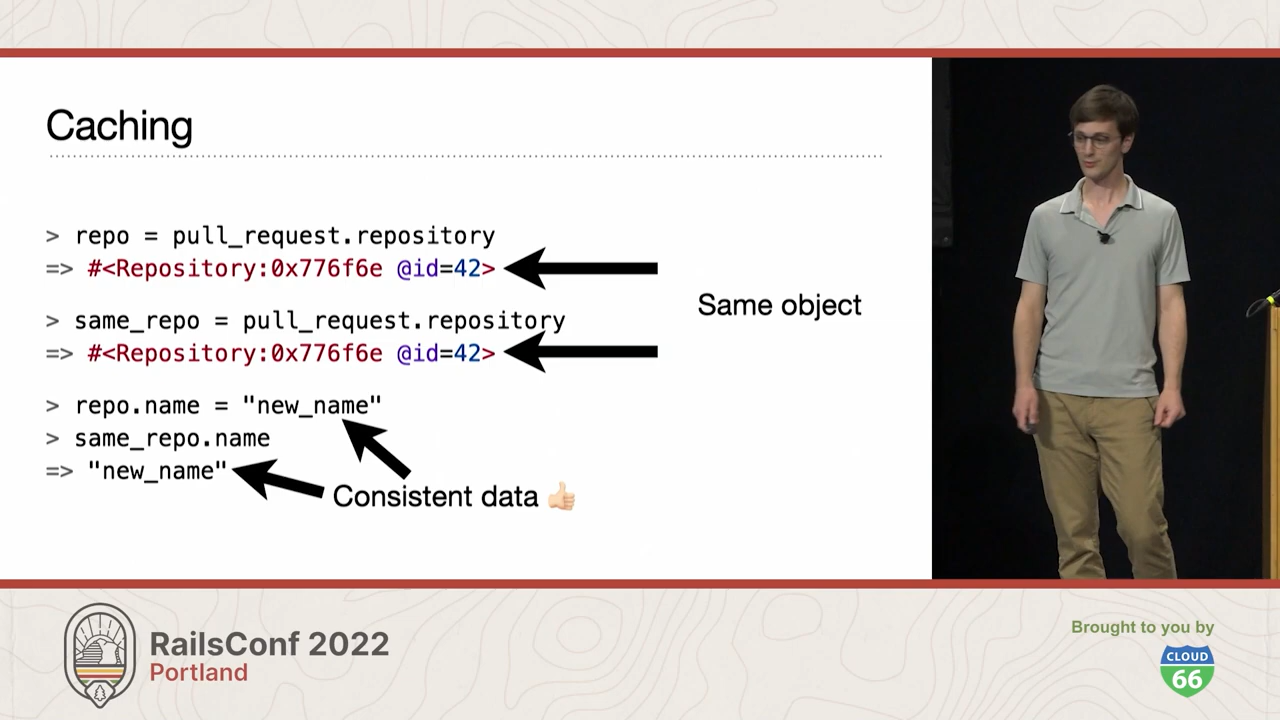 Caching
> repo = pull_request.repository
=> #<Repository:0x776f6e @id=42>
Same object
> same_repo = pull_request.repository
=> #<Repository:0x776f6e @id=42>
> repo.name = "new_name"
> same_repo.name
=> "new_name"
Consistent data 👍🏻
RailsConf 2022
Portland
Brought to you by
CLOUD
66